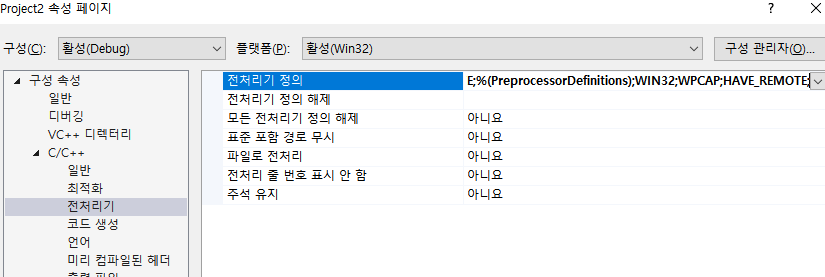 Project2 속성 페이지
구성(C): 활성(Debug) 플랫폼(P): 활성(Win32) 구성 관리자(O)...
구성 속성
일반
디버깅
VC++ 디렉터리
C/C++
일반
최적화
전처리기
코드 생성
언어
미리 컴파일된 헤더
전처리기 정의 E;%(PreprocessorDefinitions);WIN32;WPCAP;HAVE_REMOTE;
전처리기 정의 해제
모든 전처리기 정의 해제 아니요
표준 포함 경로 무시 아니요
파일로 전처리 아니요
전처리 줄 번호 표시 안 함 아니요
주석 유지 아니요